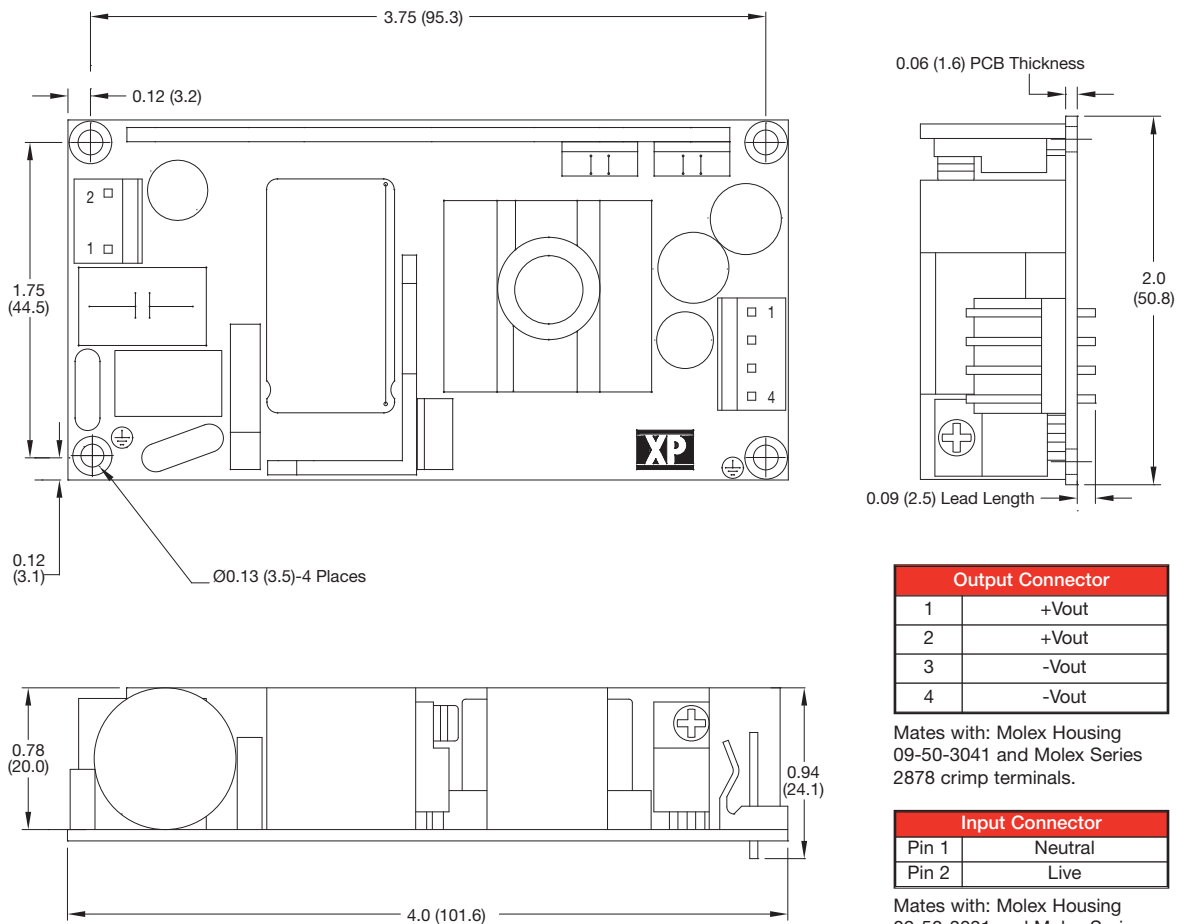 3.75 (95.3)
0.12 (3.2)
0.06 (1.6) PCB Thickness
2
1
1.75
(44.5)
1
4
XP
2.0
(50.8)
0.09 (2.5) Lead Length
0.12
(3.1)
Ø0.13 (3.5)-4 Places
Output Connector
1 +Vout
2 +Vout
3 -Vout
4 -Vout
Mates with: Molex Housing
09-50-3041 and Molex Series
2878 crimp terminals.
0.78
(20.0)
0.94
(24.1)
4.0 (101.6)
Input Connector
Pin 1 Neutral
Pin 2 Live
Mates with: Molex Housing